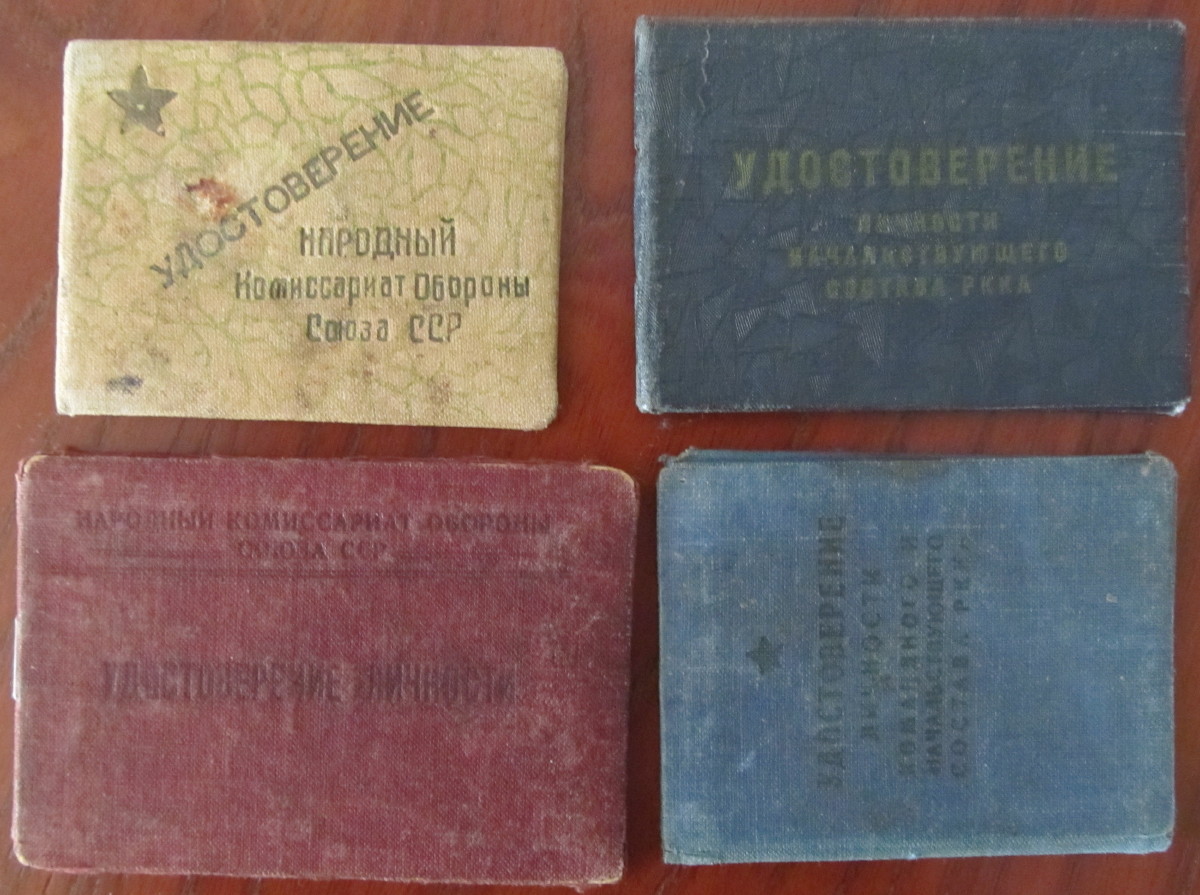 УДОСТОВЕРЕНИЕ
НАРОДНЫЙ
Комиссариат Обороны
Союза ССР
УДОСТОВЕРЕНИЕ
ЛИЧНОСТИ
НАЧАЛЬСТВУЮЩЕГО
СОСТАВА РККА
НАРОДНЫЙ КОМИССАРИАТ ОБОРОНЫ
СОЮЗА ССР
УДОСТОВЕРЕНИЕ ЛИЧНОСТИ
УДОСТОВЕРЕНИЕ
ЛИЧНОСТИ
НАЧАЛЬСТВУЮЩЕГО
СОСТАВА РККА